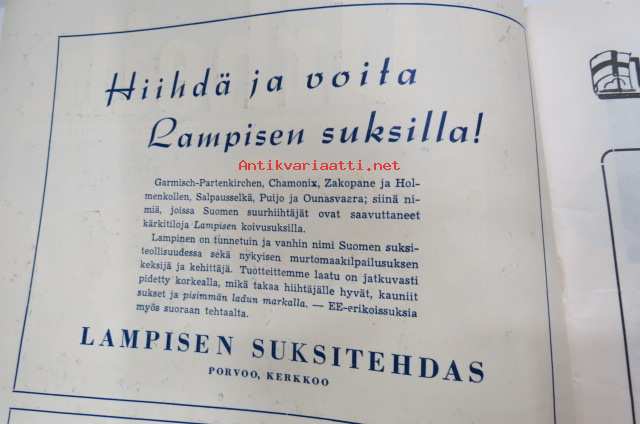 Hiihdä ja voita
Lampisen suksilla!
Antikvariaatti.net
Garmisch-Partenkirchen, Chamonix, Zakopane ja Hol-
menkollen, Salpausselkä, Puijo ja Ounasvaara; siinä ni-
miä, joissa Suomen suurhiihtäjät ovat saavuttaneet
kärkitiloja Lampisen koivusuksilla.
Lampinen on tunnetuin ja vanhin nimi Suomen suksi-
teollisuudessa sekä nykyisen murtomaakilpailusuksen
keksijä ja kehittäjä. Tuotteittemme laatu on jatkuvasti
pidetty korkealla, mikä takaa hiihtäjälle hyvät, kauniit
sukset ja pisimmän ladun markalla. — EE-erikoissuksia
myös suoraan tehtaalta.
LAMPISEN SUKSITEHDAS
PORVOO, KERKKOO